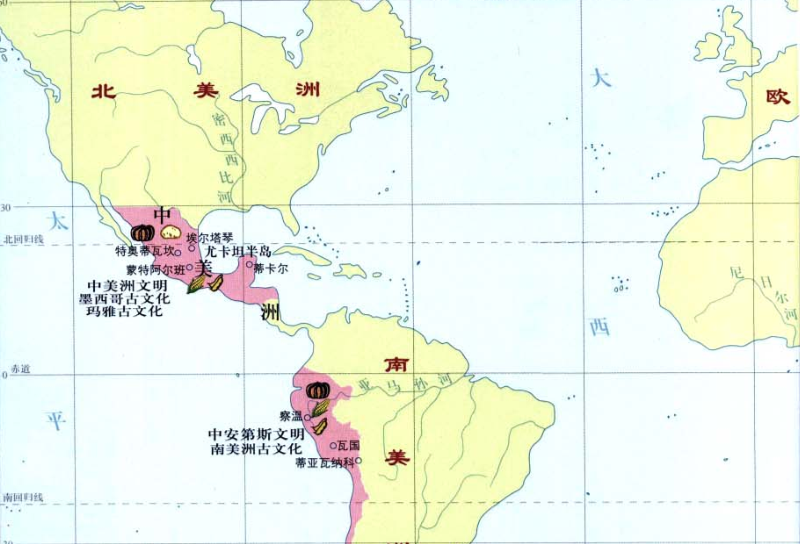 60
北美洲
大
欧
密西西比河
30
太
中
北回归线
埃尔塔琴
特奥蒂瓦坎
尤卡坦半岛
蒙特阿尔班
美
蒂卡尔
中美洲文明
墨西哥古文化
玛雅古文化
洲
尼日尔河
西
赤道
0
南
亚马孙河
平
察温
中安第斯文明
南美洲古文化
瓦国
蒂亚瓦纳科
美
南回归线